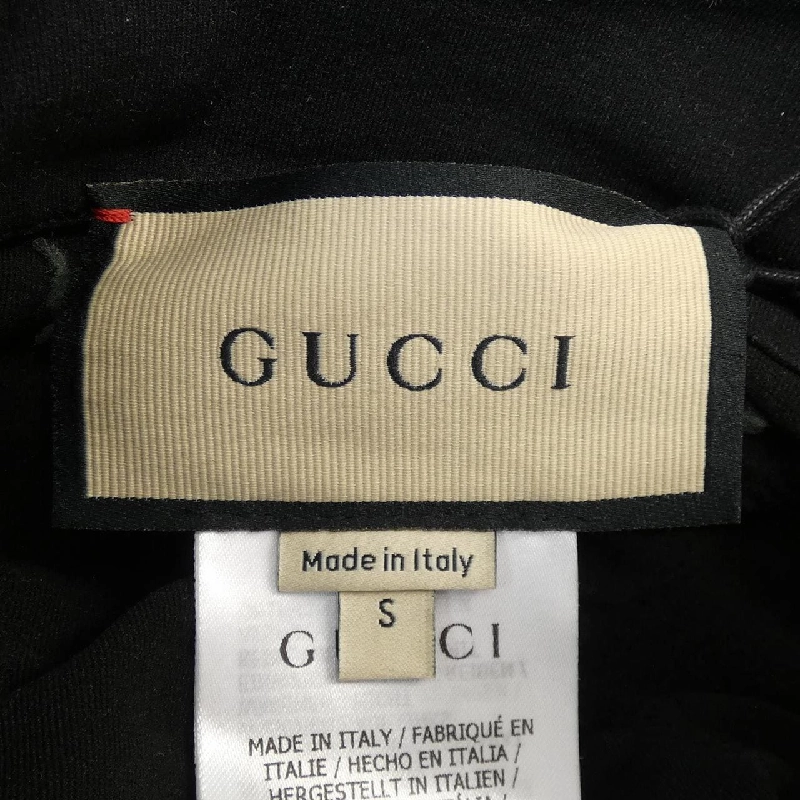 GUCCI
Made in Italy
S
G CI
MADE IN ITALY / FABRIQUÉ EN
ITALIE / HECHO EN ITALIA /
HERGESTELLT IN ITALIEN /